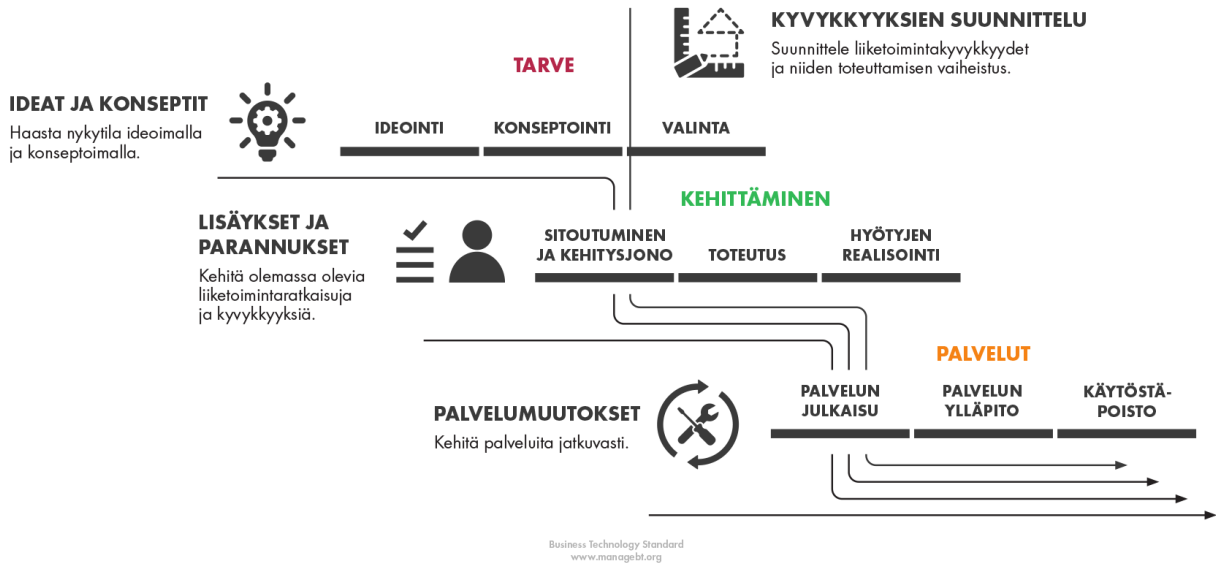 KYVYKKYYKSIEN SUUNNITTELU
Suunnittele liiketoimintakyvykkyydet
ja niiden toteuttamisen vaiheistus.
TARVE
IDEAT JA KONSEPTIT
Haasta nykytila ideoimalla
ja konseptoimalla.
IDEOINTI
KONSEPTOINTI
VALINTA
KEHITTÄMINEN
LISÄYKSET JA
PARANNUKSET
Kehitä olemassa olevia
liiketoimintaratkaisuja
ja kyvykkyyksiä.
SITOUTUMINEN
JA KEHITYSJONO
TOTEUTUS
HYÖTYJEN
REALISOINTI
PALVELUT
PALVELUMUUTOKSET
Kehitä palveluita jatkuvasti.
PALVELUN
JULKAISU
PALVELUN
YLLÄPITO
KÄYTÖSTÄ-
POISTO
Business Technology Standard
www.managebt.org